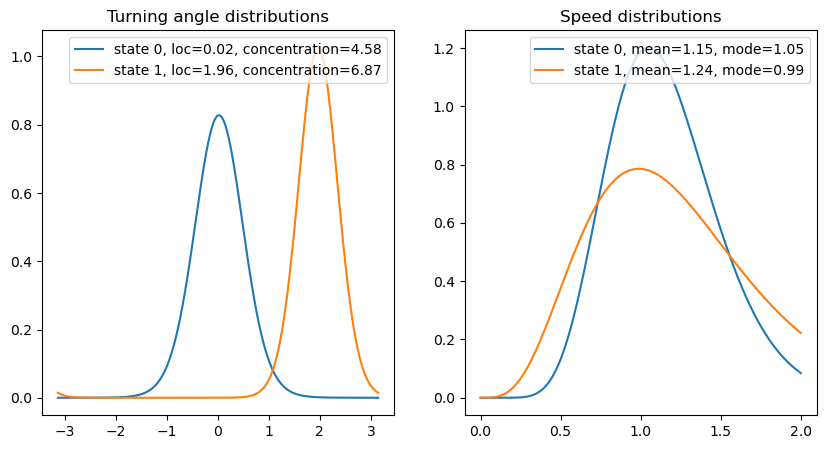 Turning angle distributions
state 0, loc=0.02, concentration=4.58
state 1, loc=1.96, concentration=6.87
1.0
0.8
0.6
0.4
0.2
0.0
−3 −2 −1 0 1 2 3
Speed distributions
state 0, mean=1.15, mode=1.05
state 1, mean=1.24, mode=0.99
1.2
1.0
0.8
0.6
0.4
0.2
0.0
0.0 0.5 1.0 1.5 2.0